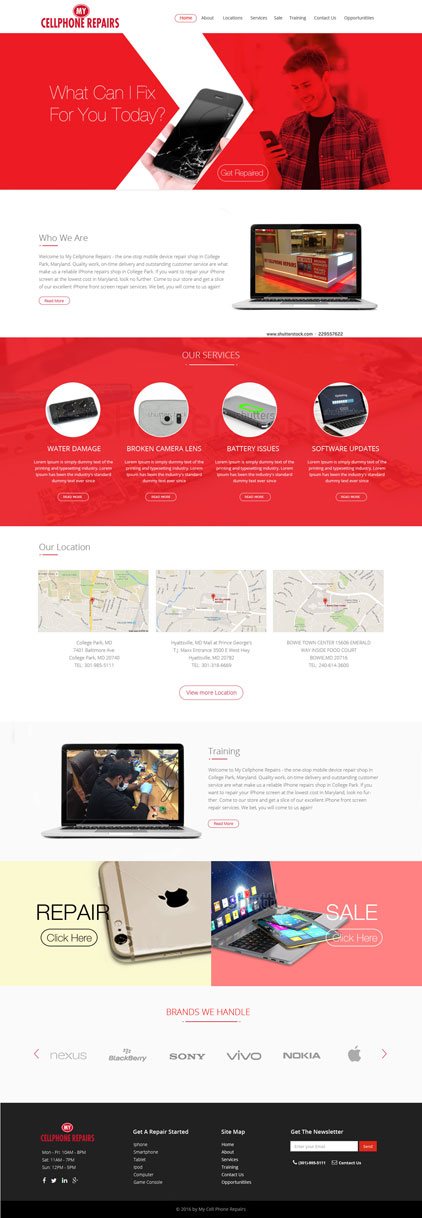 MY
CELLPHONE REPAIRS
Home About Locations Services Sale Training Contact Us Opportunities
What Can I Fix
For You Today?
Get Repaired
Who We Are
Welcome to My Cellphone Repairs - the one-stop mobile device repair shop in College
Park, Maryland. Quality work, on-time delivery and outstanding customer service are what
make us a reliable iPhone repairs shop in College Park. If you want to repair your iPhone
screen at the lowest cost in Maryland, look no further. Come to our store and get a slice
of our excellent iPhone front screen repair services. We bet, you will come to us again!
Read More
www.shutterstock.com · 229557622
OUR SERVICES
WATER DAMAGE
Lorem Ipsum is simply dummy text of the
printing and typesetting industry. Lorem
Ipsum has been the industry's standard
dummy text ever since
READ MORE
BROKEN CAMERA LENS
Lorem Ipsum is simply dummy text of the
printing and typesetting industry. Lorem
Ipsum has been the industry's standard
dummy text ever since
READ MORE
BATTERY ISSUES
Lorem Ipsum is simply dummy text of the
printing and typesetting industry. Lorem
Ipsum has been the industry's standard
dummy text ever since
READ MORE
SOFTWARE UPDATES
Lorem Ipsum is simply dummy text of the
printing and typesetting industry. Lorem
Ipsum has been the industry's standard
dummy text ever since
READ MORE
Our Location
College Park, MD
7401 Baltimore Ave
College Park, MD 20740
TEL: 301-985-5111
Hyattsville, MD Mall at Prince George's
T.j. Maxx Entrance 3500 E West Hwy
Hyattsville, MD 20782
TEL: 301-318-6669
BOWIE TOWN CENTER 15606 EMERALD
WAY INSIDE FOOD COURT
BOWIE,MD 20716
TEL: 240-614-3600
View more Location
Training
Welcome to My Cellphone Repairs - the one-stop mobile device repair shop in
College Park, Maryland. Quality work, on-time delivery and outstanding customer
service are what make us a reliable iPhone repairs shop in College Park. If you
want to repair your iPhone screen at the lowest cost in Maryland, look no fur-
ther. Come to our store and get a slice of our excellent iPhone front screen
repair services. We bet, you will come to us again!
Read More
REPAIR
Click Here
SALE
Click Here
BRANDS WE HANDLE
nexus BlackBerry SONY vivo NOKIA
MY
CELLPHONE REPAIRS
Mon - Fri: 10AM - 8PM
Sat: 11AM - 7PM
Sun: 12PM - 5PM
Get A Repair Started
Iphone
Smartphone
Tablet
Ipod
Computer
Game Console
Site Map
Home
About
Services
Training
Contact Us
Opportunities
Get The Newsletter
Enter your Email Send
(301)-985-5111 Contact Us
© 2016 by My Cell Phone Repairs